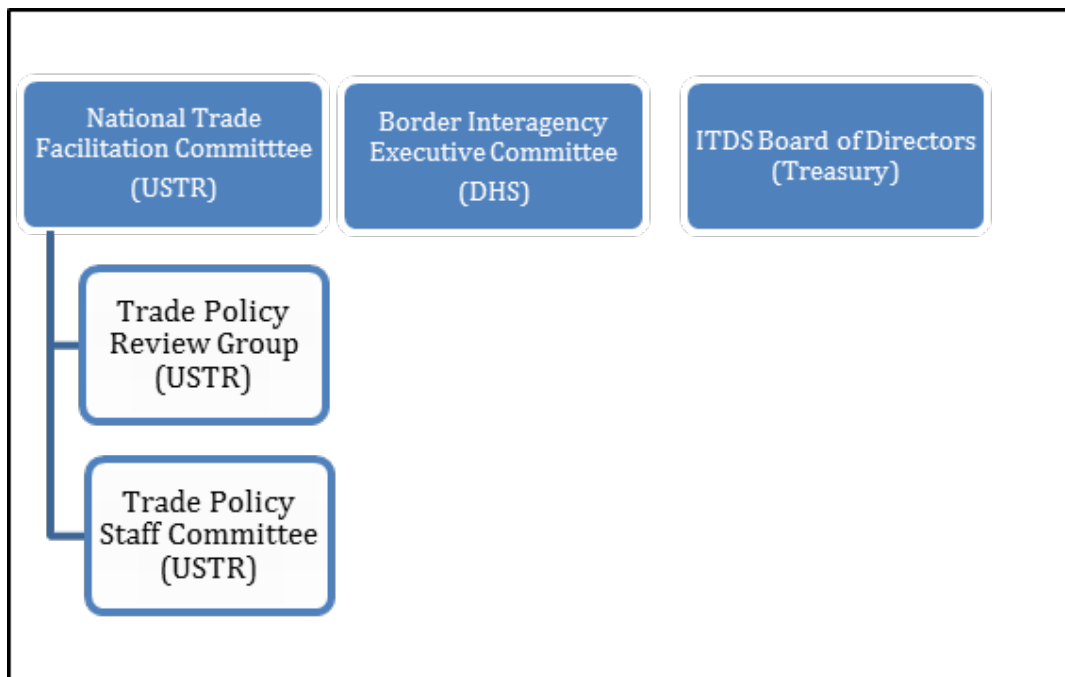 National Trade
Facilitation Committtee
(USTR)
Border Interagency
Executive Committee
(DHS)
ITDS Board of Directors
(Treasury)
Trade Policy
Review Group
(USTR)
Trade Policy
Staff Committee
(USTR)